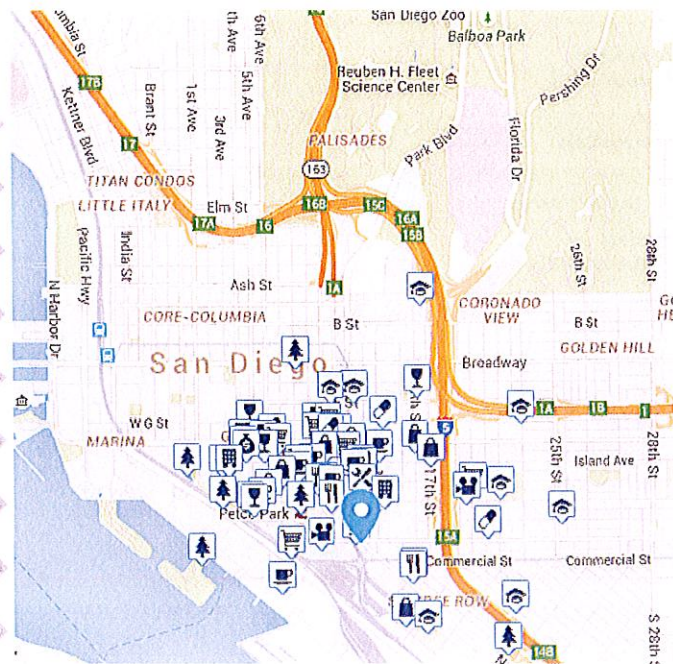 San Diego Zoo
Balboa Park
6th Ave
5th Ave
Kettner Blvd
17B
Brant St
1st Ave
3rd Ave
Reuben H. Fleet
Science Center
Pershing Dr
Florida Dr
Park Blvd
17
PALISADES
163
TITAN CONDOS
LITTLE ITALY
Elm St
17A
16
16B
15C
16A
15B
Pacific Hwy
India St
N Harbor Dr
26th St
28th St
Ash St
1A
CORE-COLUMBIA
B St
CORONADO
VIEW
B St
GOLDEN HILL
San Diego
Broadway
1A
1B
1
W G St
MARINA
5
17th St
25th St
28th St
Island Ave
Park
15A
Commercial St
Commercial St
ROW
14B
S 28th St